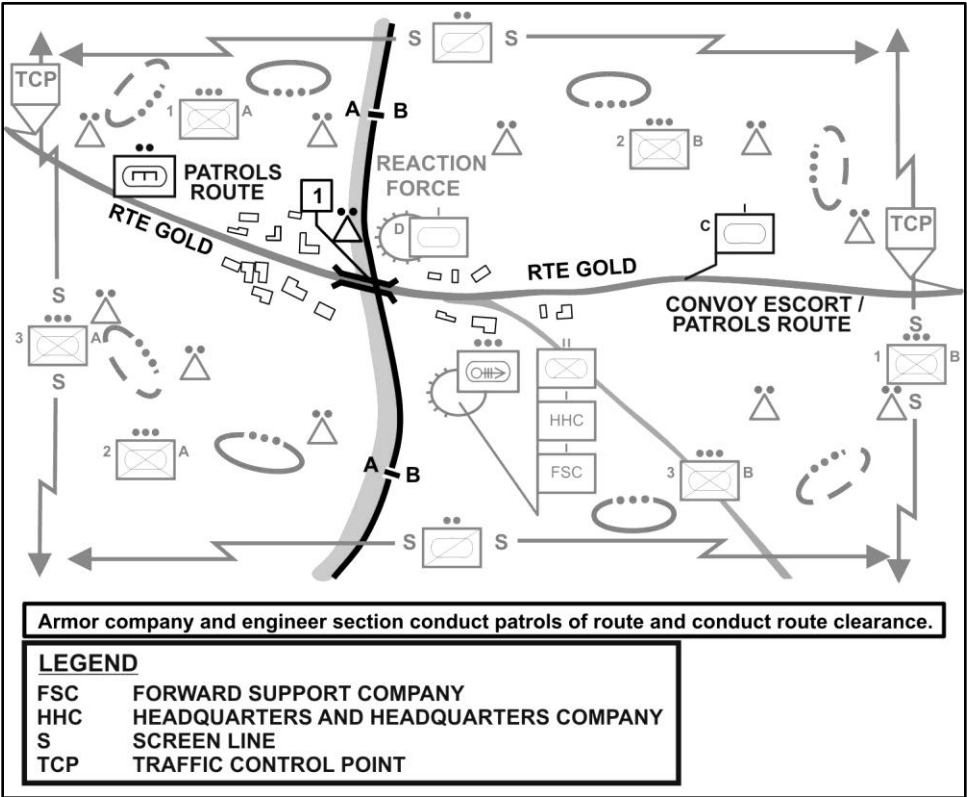 S S
TCP
1 A
A B
2 B
PATROLS
ROUTE
REACTION
FORCE
1
D
RTE GOLD
C
TCP
RTE GOLD
CONVOY ESCORT /
PATROLS ROUTE
S
3 A
S
S
1 B
S
HHC
FSC
2 A
A B
3 B
S S
Armor company and engineer section conduct patrols of route and conduct route clearance.
LEGEND
FSC FORWARD SUPPORT COMPANY
HHC HEADQUARTERS AND HEADQUARTERS COMPANY
S SCREEN LINE
TCP TRAFFIC CONTROL POINT